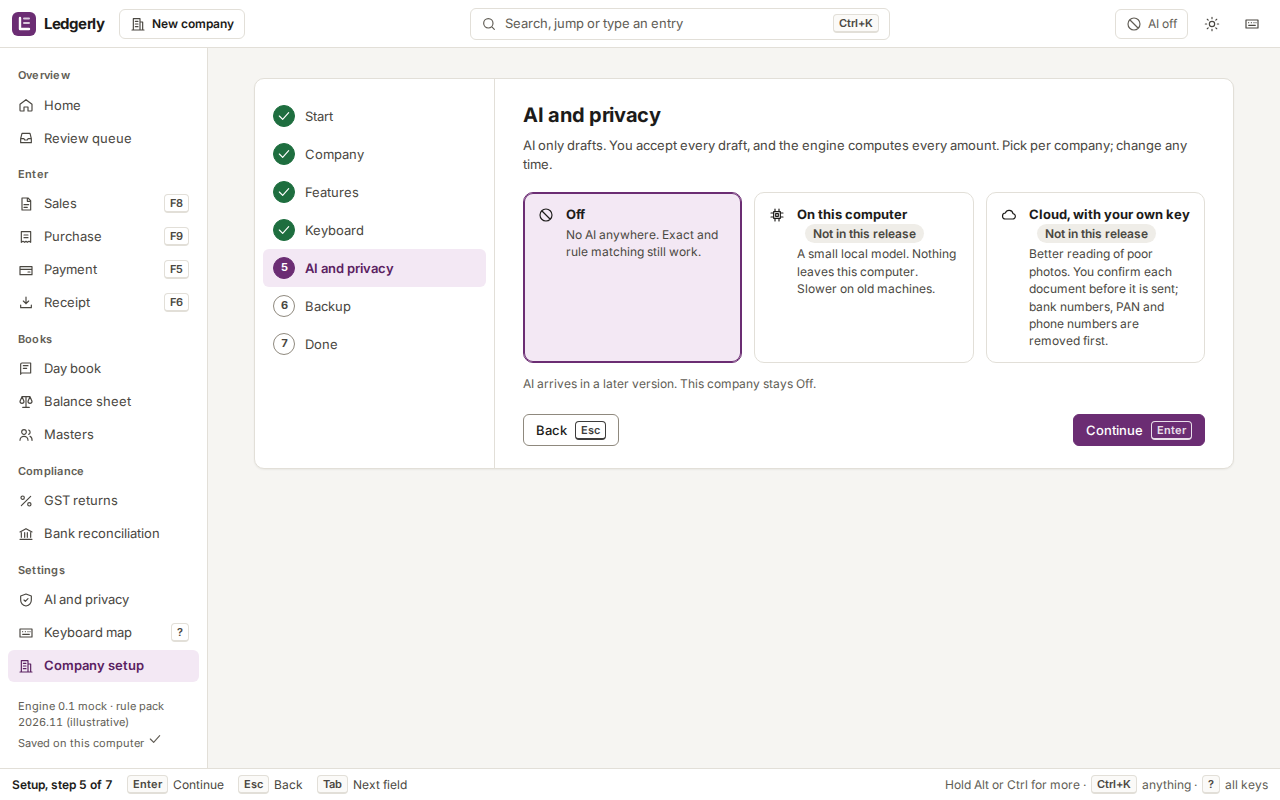 Ledgerly
New company
Search, jump or type an entry
Ctrl+K
AI off
Overview
Home
Review queue
Enter
Sales F8
Purchase F9
Payment F5
Receipt F6
Books
Day book
Balance sheet
Masters
Compliance
GST returns
Bank reconciliation
Settings
AI and privacy
Keyboard map ?
Company setup
Engine 0.1 mock · rule pack
2026.11 (illustrative)
Saved on this computer
Start
Company
Features
Keyboard
5 AI and privacy
6 Backup
7 Done
AI and privacy
AI only drafts. You accept every draft, and the engine computes every amount. Pick per company; change any
time.
Off
No AI anywhere. Exact and
rule matching still work.
On this computer
Not in this release
A small local model. Nothing
leaves this computer.
Slower on old machines.
Cloud, with your own key
Not in this release
Better reading of poor
photos. You confirm each
document before it is sent;
bank numbers, PAN and
phone numbers are
removed first.
AI arrives in a later version. This company stays Off.
Back Esc
Continue Enter
Setup, step 5 of 7 Enter Continue Esc Back Tab Next field
Hold Alt or Ctrl for more · Ctrl+K anything · ? all keys